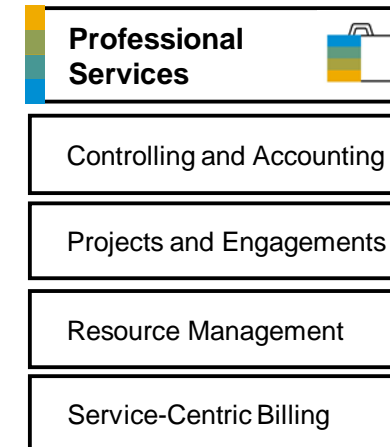 Professional
Services
Controlling and Accounting
Projects and Engagements
Resource Management
Service-Centric Billing